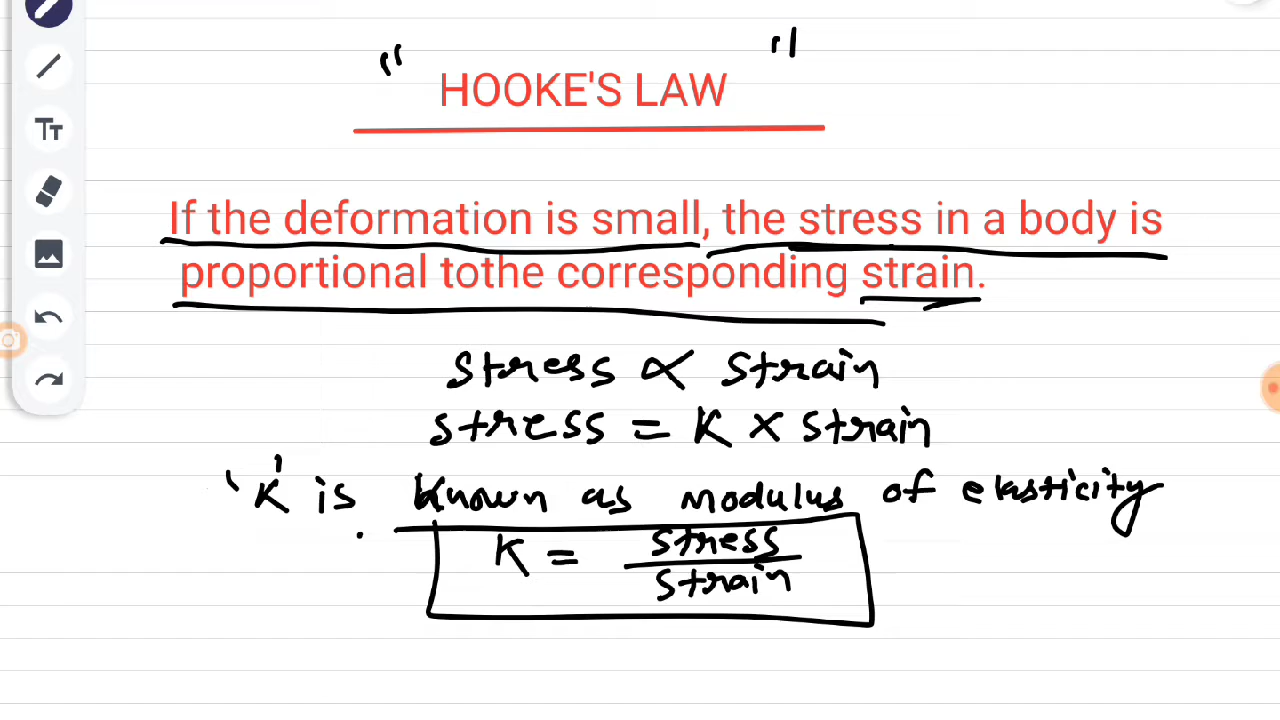 " HOOKE'S LAW "
If the deformation is small, the stress in a body is
proportional tothe corresponding strain.
stress ∝ strain
stress = K × strain
'K' is known as modulus of elasticity
K = stress
strain
Tt